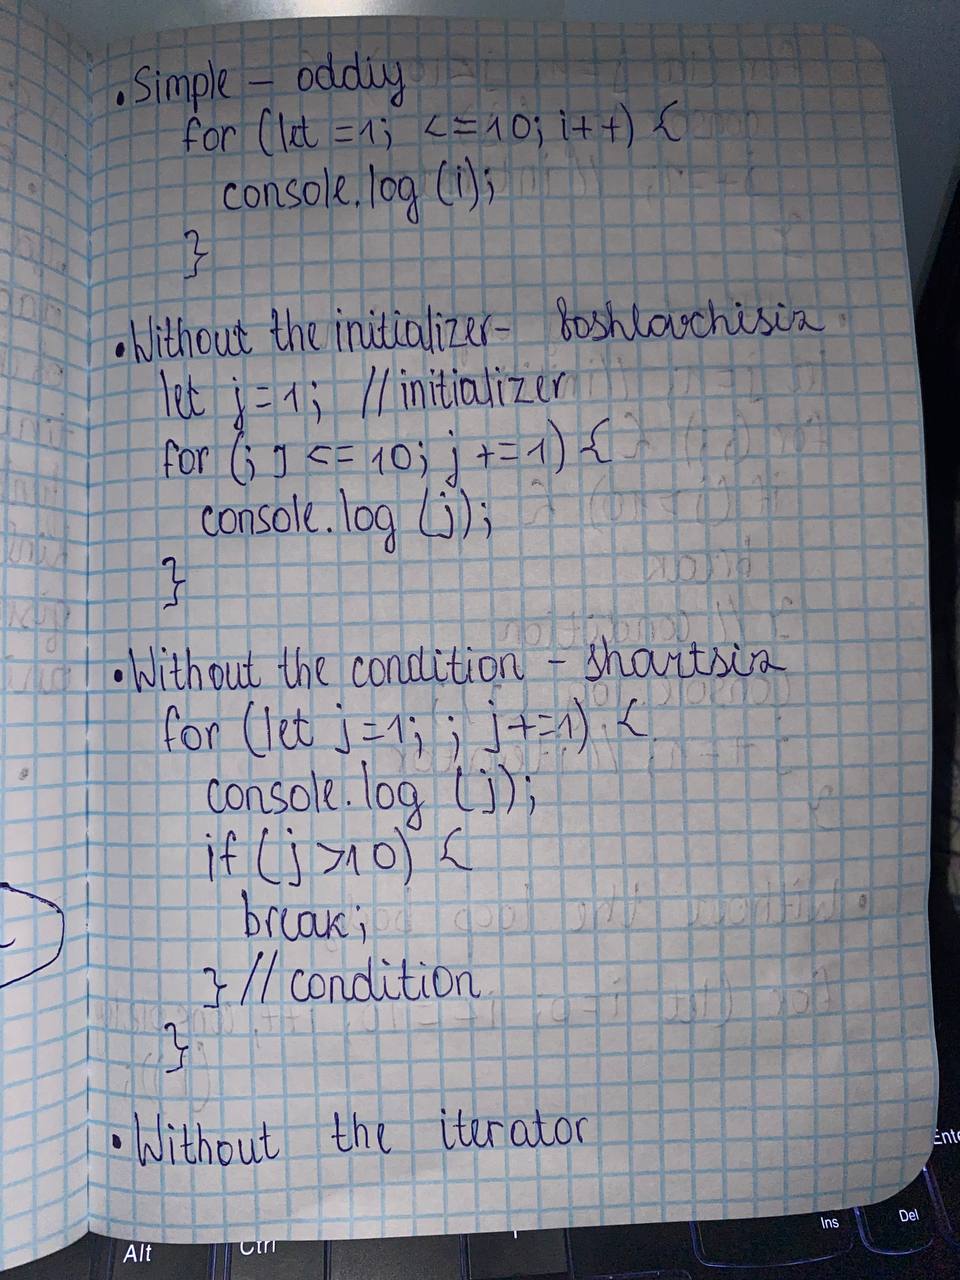 • Simple - oddiy
for (let =1; <=10; i++) {
console.log (i);
}
• Without the initializer - boshlovchisiz
let j=1; // initializer
for (; j <= 10; j +=1) {
console.log (j);
}
• Without the condition - shartsiz
for (let j=1; ; j+=1) {
console.log (j);
if (j >10) {
break;
} // condition
}
• Without the iterator
Alt
Ctrl
Ins
Del